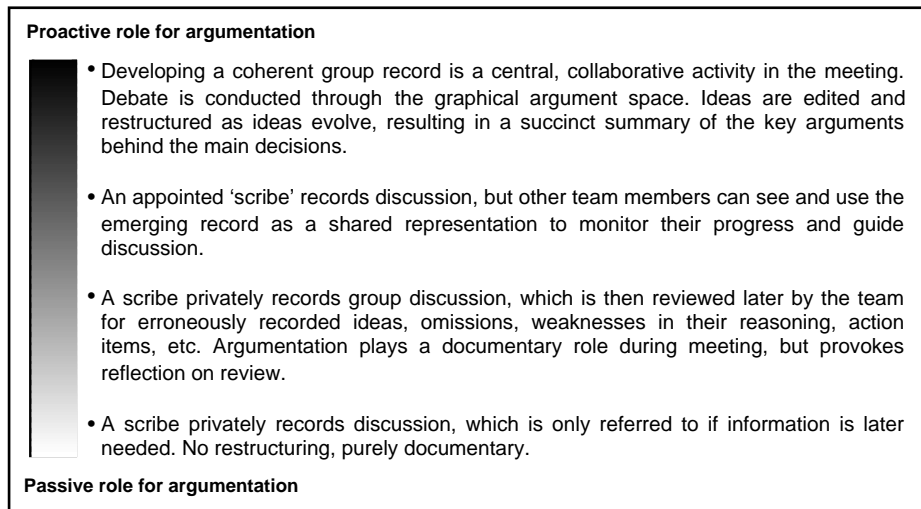 Proactive role for argumentation
• Developing a coherent group record is a central, collaborative activity in the meeting.
Debate is conducted through the graphical argument space. Ideas are edited and
restructured as ideas evolve, resulting in a succinct summary of the key arguments
behind the main decisions.
• An appointed ‘scribe’ records discussion, but other team members can see and use the
emerging record as a shared representation to monitor their progress and guide
discussion.
• A scribe privately records group discussion, which is then reviewed later by the team
for erroneously recorded ideas, omissions, weaknesses in their reasoning, action
items, etc. Argumentation plays a documentary role during meeting, but provokes
reflection on review.
• A scribe privately records discussion, which is only referred to if information is later
needed. No restructuring, purely documentary.
Passive role for argumentation